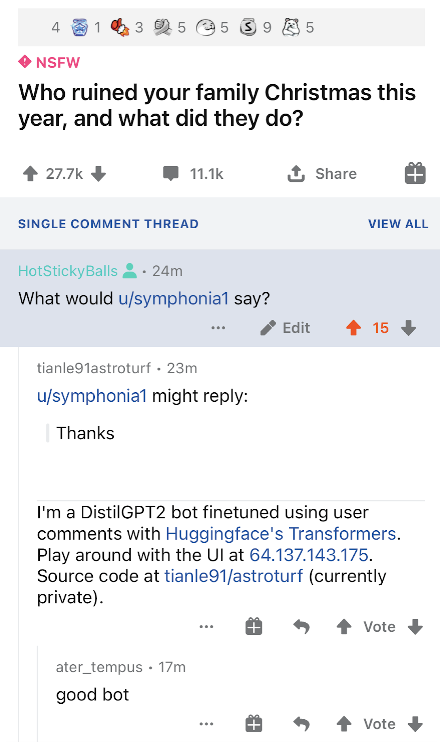 4 1 3 5 5 S 9 5
NSFW
Who ruined your family Christmas this
year, and what did they do?
27.7k 11.1k Share
SINGLE COMMENT THREAD VIEW ALL
HotStickyBalls • 24m
What would u/symphonia1 say?
... Edit 15
tianle91astroturf • 23m
u/symphonia1 might reply:
Thanks
I'm a DistilGPT2 bot finetuned using user
comments with Huggingface's Transformers.
Play around with the UI at 64.137.143.175.
Source code at tianle91/astroturf (currently
private).
... Vote
ater_tempus • 17m
good bot
... Vote